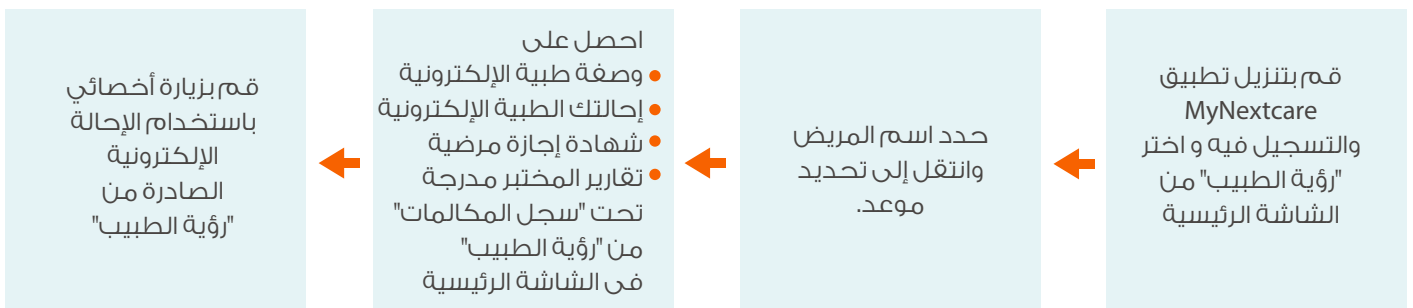 قم بتنزيل تطبيق
MyNextcare
والتسجيل فيه و اختر
"رؤية الطبيب" من
الشاشة الرئيسية
حدد اسم المريض
وانتقل إلى تحديد
موعد.
احصل على
وصفة طبية الإلكترونية
إحالتك الطبية الإلكترونية
شهادة إجازة مرضية
تقارير المختبر مدرجة
تحت "سجل المكالمات"
من "رؤية الطبيب"
فى الشاشة الرئيسية
قم بزيارة أخصائي
باستخدام الإحالة
الإلكترونية
الصادرة من
"رؤية الطبيب"